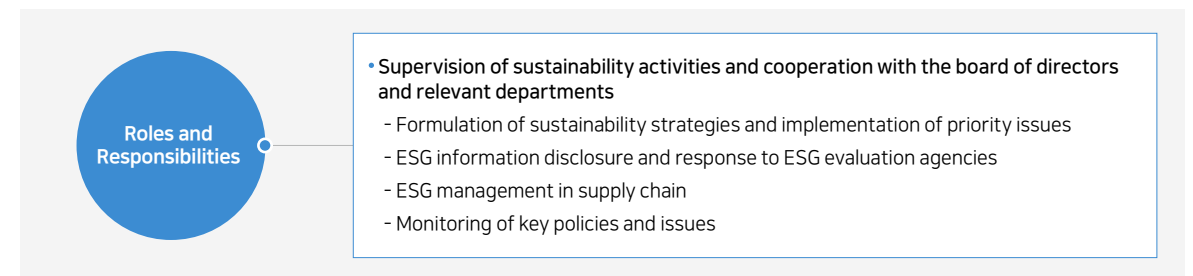 Roles and
Responsibilities
• Supervision of sustainability activities and cooperation with the board of directors
and relevant departments
- Formulation of sustainability strategies and implementation of priority issues
- ESG information disclosure and response to ESG evaluation agencies
- ESG management in supply chain
- Monitoring of key policies and issues